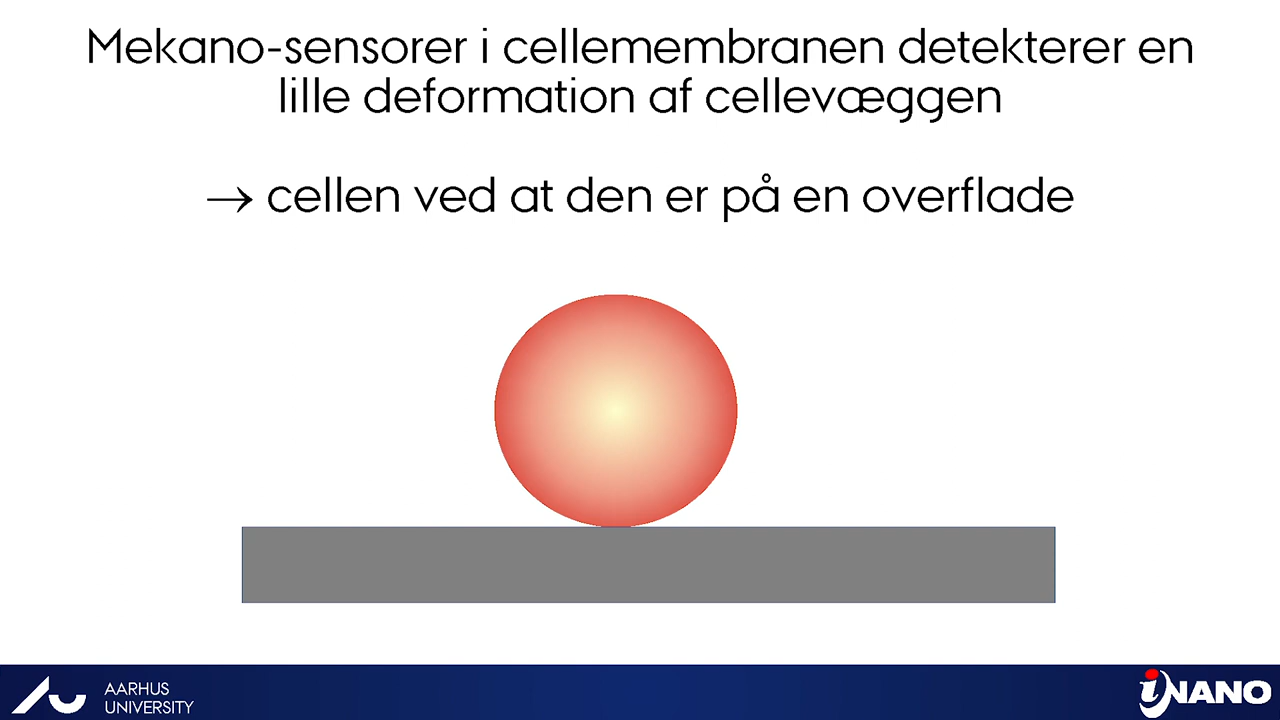 Mekano-sensorer i cellemembranen detekterer en
lille deformation af cellevæggen
→ cellen ved at den er på en overflade
AARHUS
UNIVERSITY
iNANO